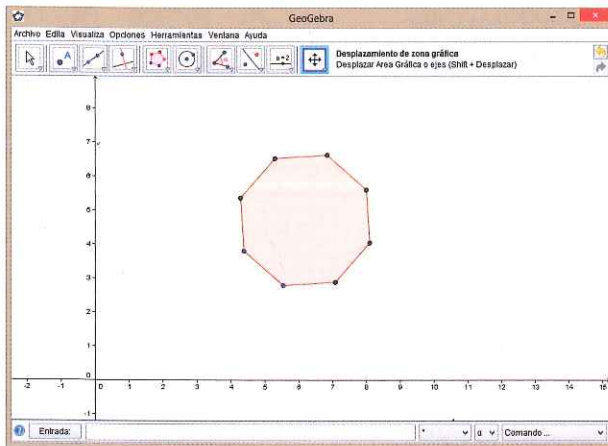 GeoGebra
Archivo Edita Visualiza Opciones Herramientas Ventana Ayuda
A
a=2
Desplazamiento de zona gráfica
Desplazar Area Gráfica o ejes (Shift + Desplazar)
8
7
6
5
4
3
2
1
0
-1
-2 -1 0 1 2 3 4 5 6 7 8 9 10 11 12 13 14 15
Entrada:
* α Comando ...